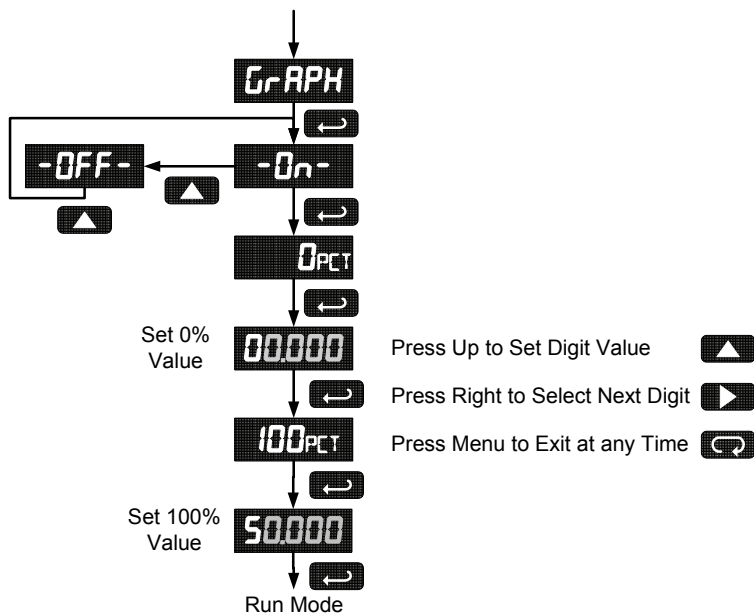 GrAPH
-OFF-
-On-
0PCT
Set 0%
Value
00.000
Press Up to Set Digit Value
Press Right to Select Next Digit
100PCT
Press Menu to Exit at any Time
Set 100%
Value
50.000
Run Mode